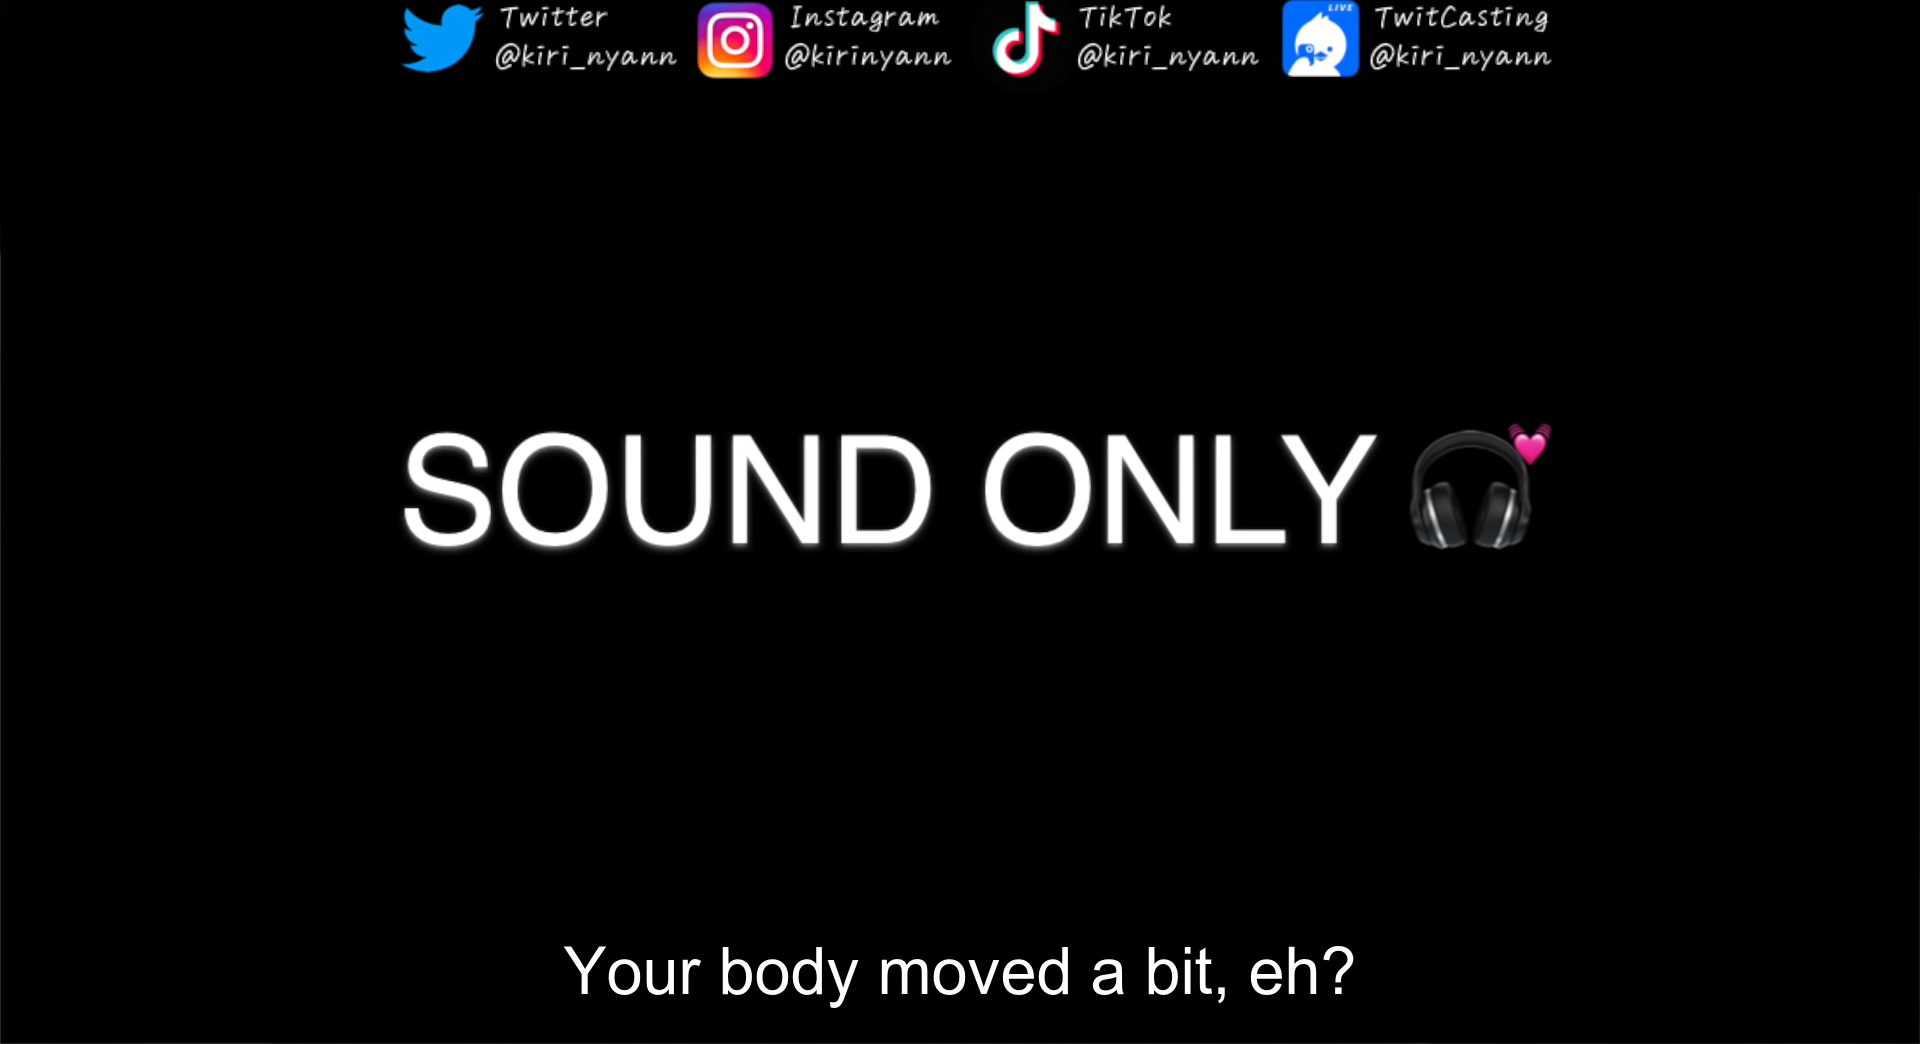 Twitter
@kiri_nyann
Instagram
@kirinyann
TikTok
@kiri_nyann
LIVE
TwitCasting
@kiri_nyann
SOUND ONLY
Your body moved a bit, eh?